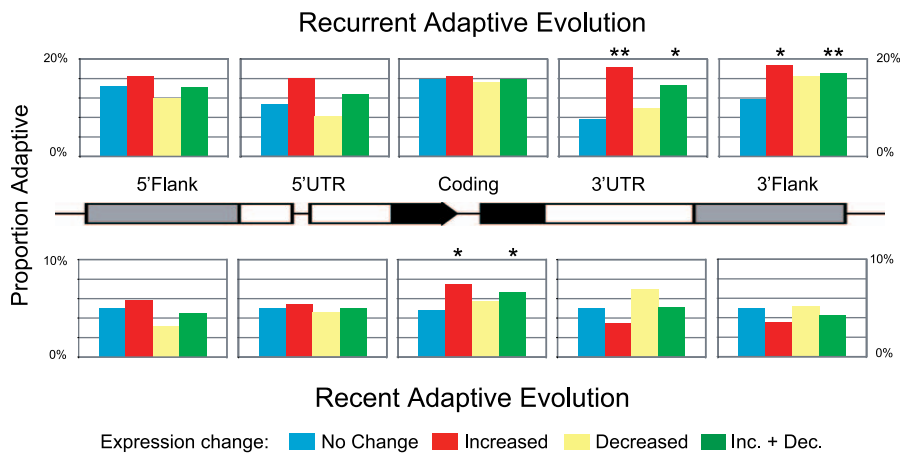 Recurrent Adaptive Evolution
20%
20%
** * * **
0%
0%
Proportion Adaptive
5'Flank 5'UTR Coding 3'UTR 3'Flank
10%
10%
* *
0%
0%
Recent Adaptive Evolution
Expression change: No Change Increased Decreased Inc. + Dec.